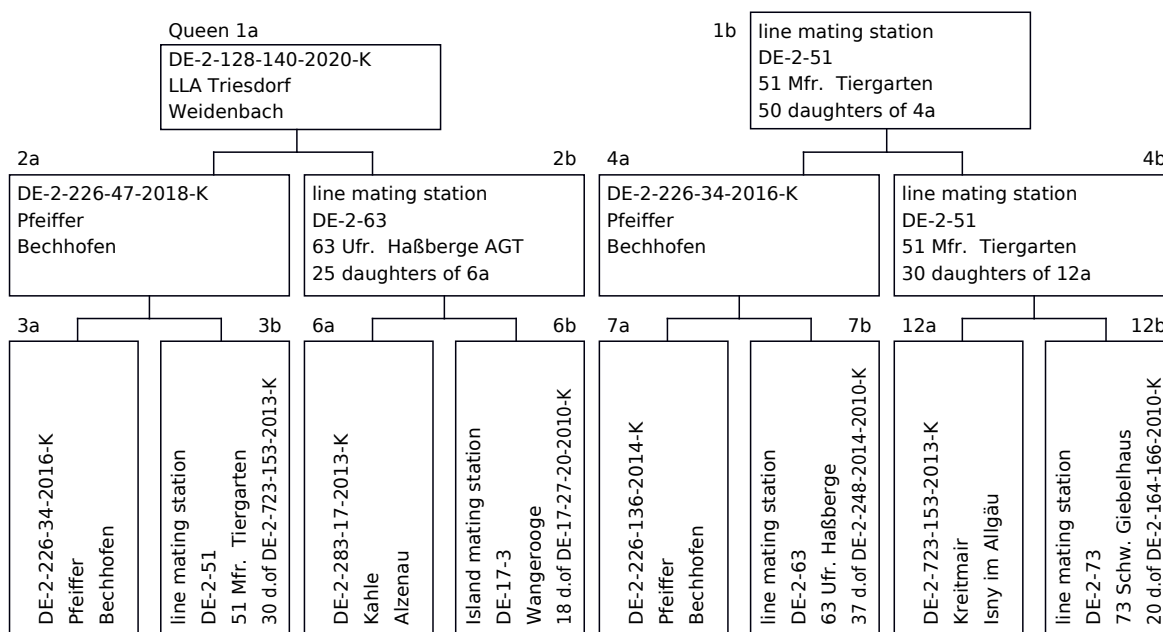 Queen 1a
DE-2-128-140-2020-K
LLA Triesdorf
Weidenbach
1b
line mating station
DE-2-51
51 Mfr.  Tiergarten
50 daughters of 4a
2a
DE-2-226-47-2018-K
Pfeiffer
Bechhofen
2b
line mating station
DE-2-63
63 Ufr.  Haßberge AGT
25 daughters of 6a
4a
DE-2-226-34-2016-K
Pfeiffer
Bechhofen
4b
line mating station
DE-2-51
51 Mfr.  Tiergarten
30 daughters of 12a
3a
DE-2-226-34-2016-K
Pfeiffer
Bechhofen
3b
line mating station
DE-2-51
51 Mfr.  Tiergarten
30 d.of DE-2-723-153-2013-K
6a
DE-2-283-17-2013-K
Kahle
Alzenau
6b
Island mating station
DE-17-3
Wangerooge
18 d.of DE-17-27-20-2010-K
7a
DE-2-226-136-2014-K
Pfeiffer
Bechhofen
7b
line mating station
DE-2-63
63 Ufr. Haßberge
37 d.of DE-2-248-2014-2010-K
12a
DE-2-723-153-2013-K
Kreitmair
Isny im Allgäu
12b
line mating station
DE-2-73
73 Schw. Giebelhaus
20 d.of DE-2-164-166-2010-K